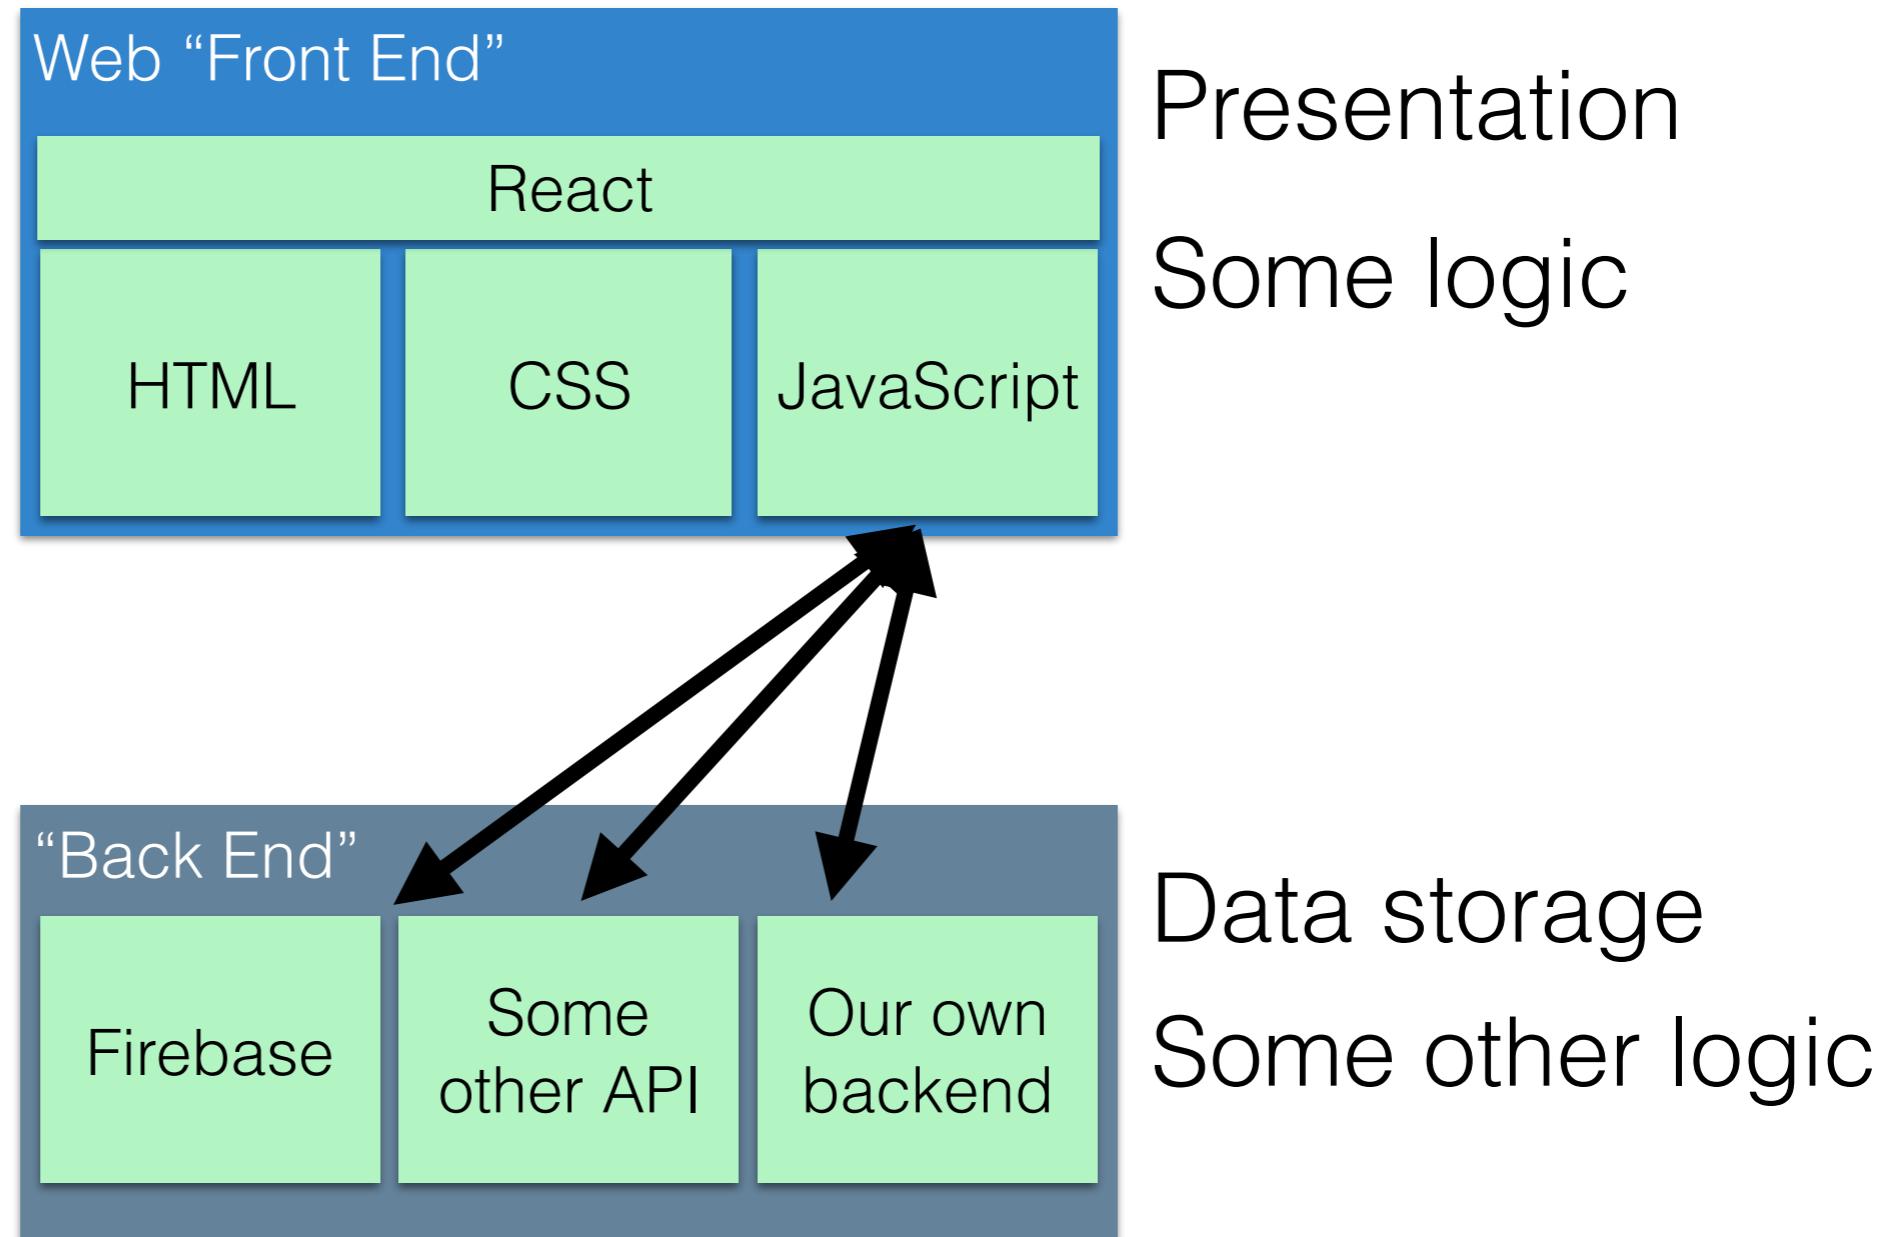 Web “Front End”
React
HTML
CSS
JavaScript
Presentation
Some logic
“Back End”
Firebase
Some
other API
Our own
backend
Data storage
Some other logic